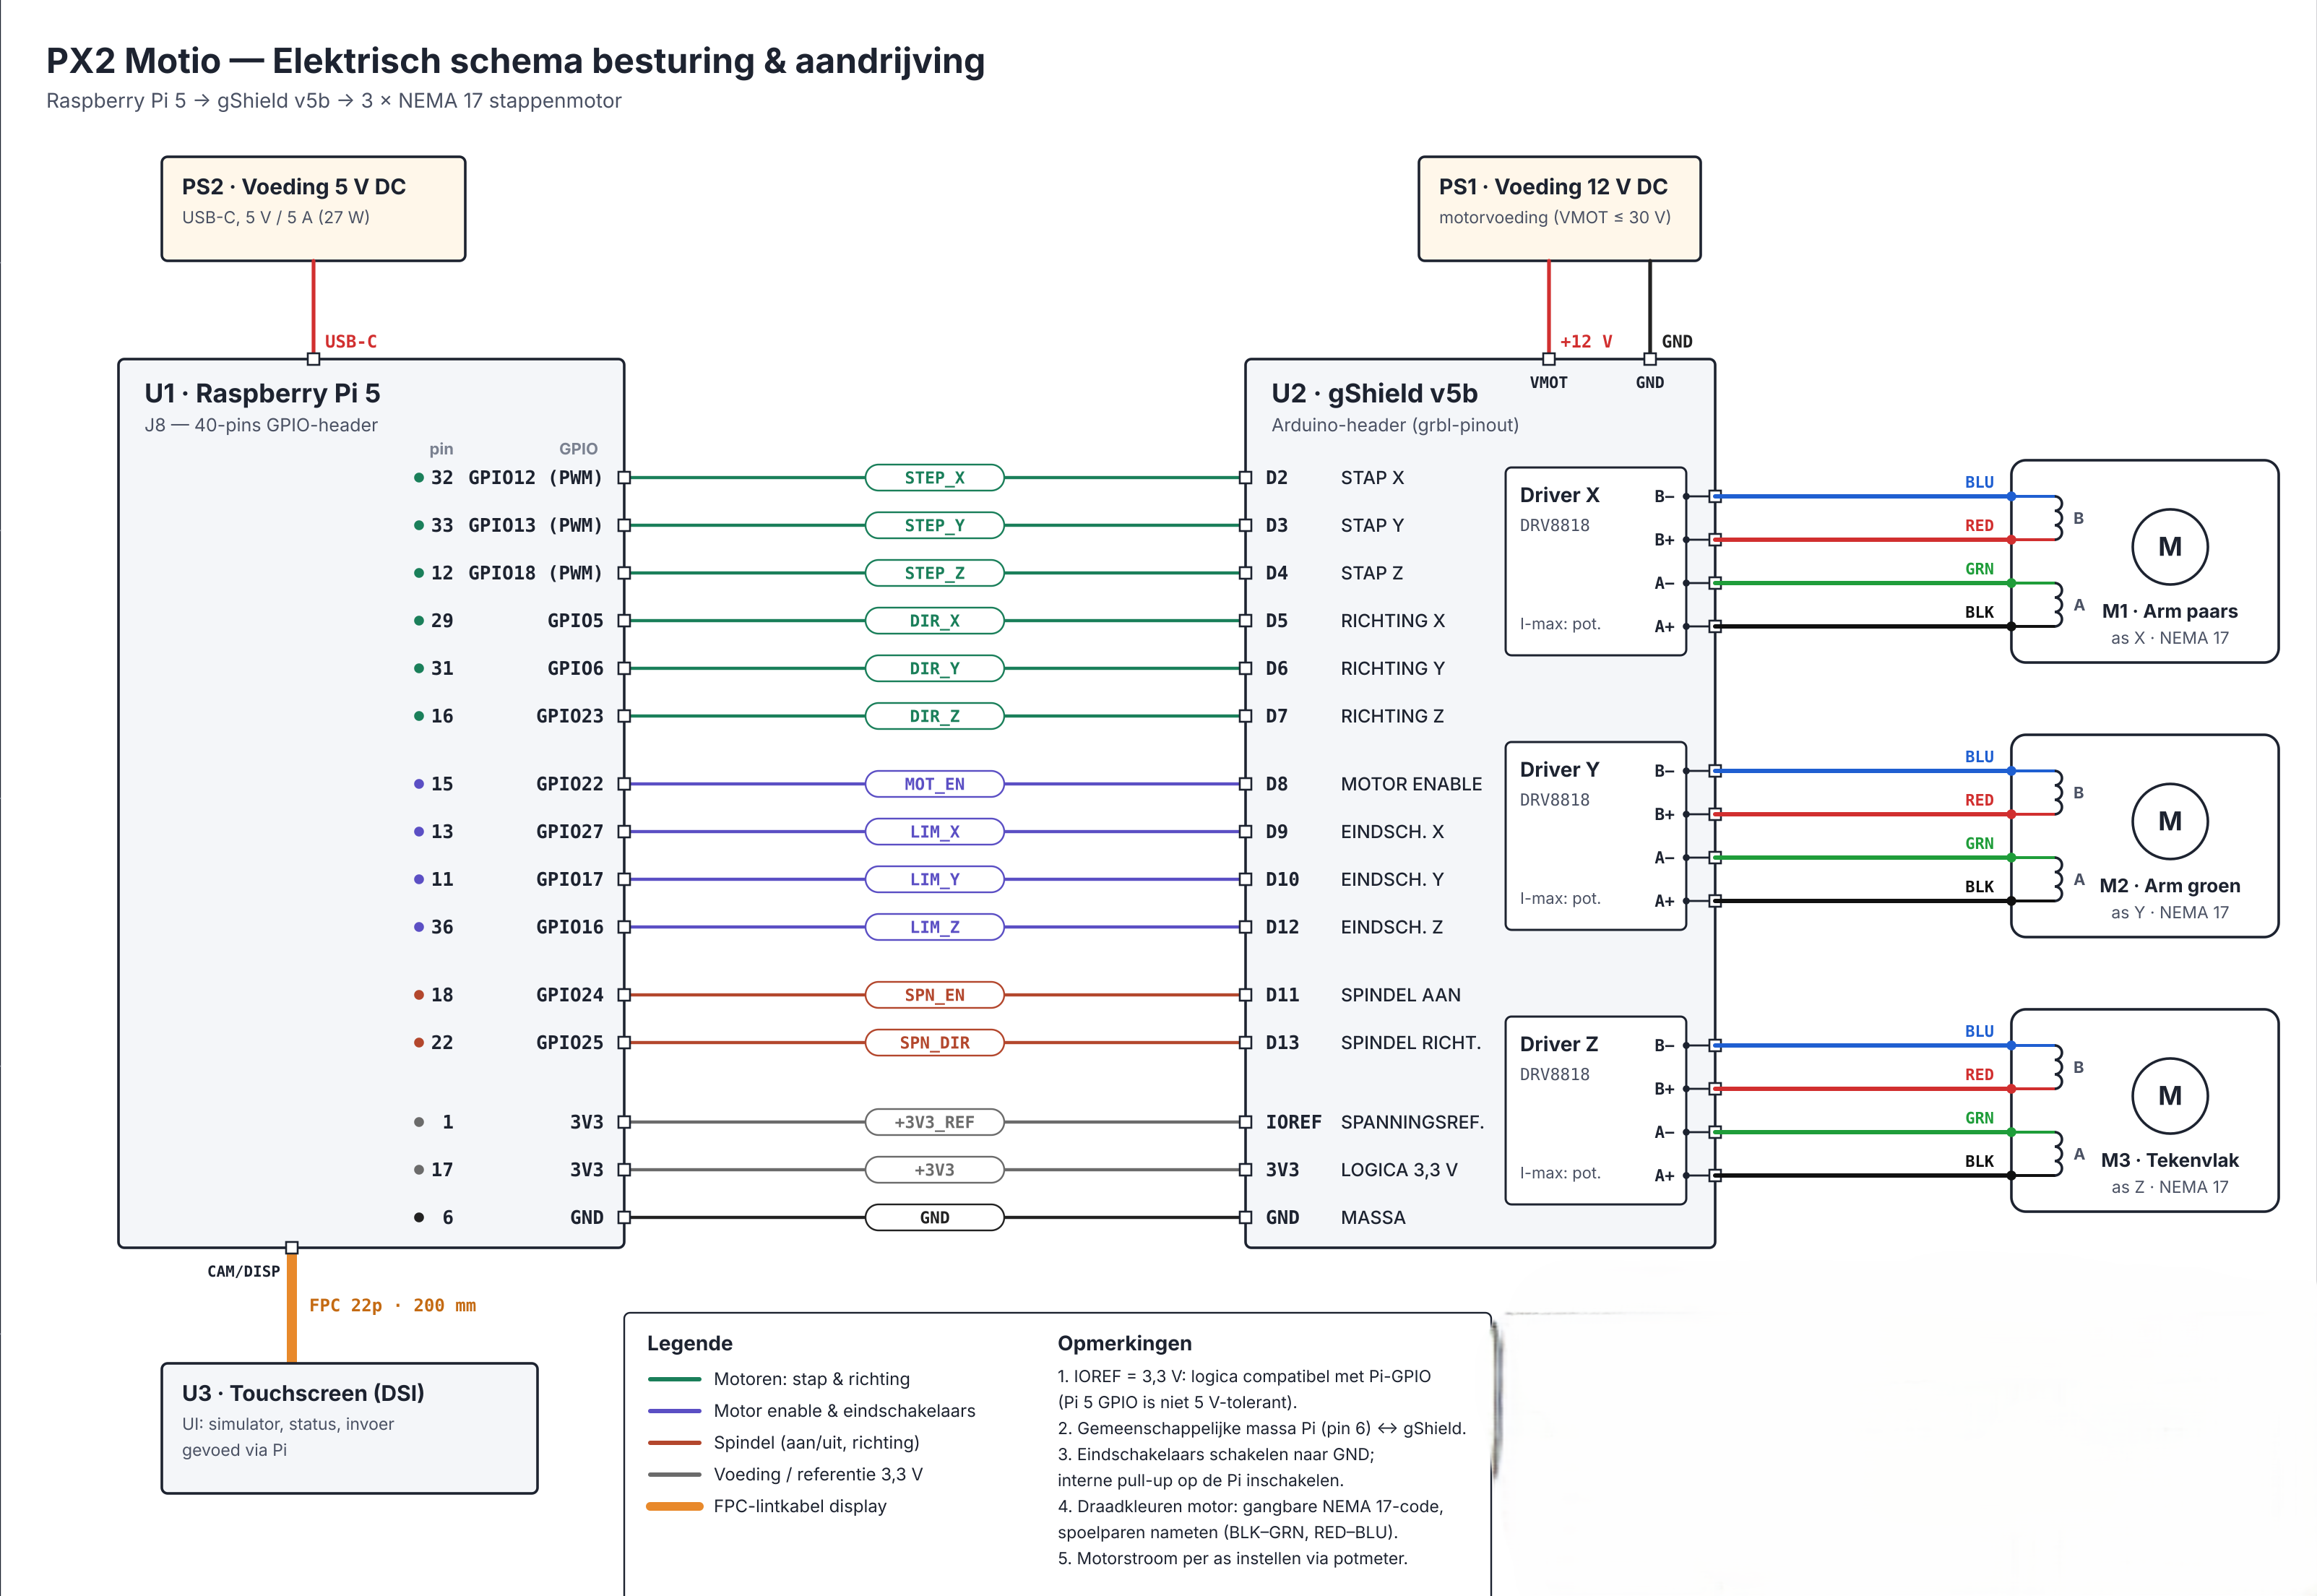 PX2 Motio — Elektrisch schema besturing & aandrijving
Raspberry Pi 5 → gShield v5b → 3 × NEMA 17 stappenmotor
PS2 · Voeding 5 V DC
USB-C, 5 V / 5 A (27 W)
PS1 · Voeding 12 V DC
motorvoeding (VMOT ≤ 30 V)
USB-C
+12 V
GND
U1 · Raspberry Pi 5
J8 — 40-pins GPIO-header
pin GPIO
U2 · gShield v5b
Arduino-header (grbl-pinout)
VMOT
GND
32 GPIO12 (PWM) STEP_X D2 STAP X
33 GPIO13 (PWM) STEP_Y D3 STAP Y
12 GPIO18 (PWM) STEP_Z D4 STAP Z
29 GPIO5 DIR_X D5 RICHTING X
31 GPIO6 DIR_Y D6 RICHTING Y
16 GPIO23 DIR_Z D7 RICHTING Z
15 GPIO22 MOT_EN D8 MOTOR ENABLE
13 GPIO27 LIM_X D9 EINDSCH. X
11 GPIO17 LIM_Y D10 EINDSCH. Y
36 GPIO16 LIM_Z D12 EINDSCH. Z
18 GPIO24 SPN_EN D11 SPINDEL AAN
22 GPIO25 SPN_DIR D13 SPINDEL RICHT.
1 3V3 +3V3_REF IOREF SPANNINGSREF.
17 3V3 +3V3 3V3 LOGICA 3,3 V
6 GND GND GND MASSA
Driver X
DRV8818
I-max: pot.
B−
B+
A−
A+
BLU
RED
GRN
BLK
B
A
M
M1 · Arm paars
as X · NEMA 17
Driver Y
DRV8818
I-max: pot.
B−
B+
A−
A+
BLU
RED
GRN
BLK
B
A
M
M2 · Arm groen
as Y · NEMA 17
Driver Z
DRV8818
I-max: pot.
B−
B+
A−
A+
BLU
RED
GRN
BLK
B
A
M
M3 · Tekenvlak
as Z · NEMA 17
CAM/DISP
FPC 22p · 200 mm
U3 · Touchscreen (DSI)
UI: simulator, status, invoer
gevoed via Pi
Legende
Motoren: stap & richting
Motor enable & eindschakelaars
Spindel (aan/uit, richting)
Voeding / referentie 3,3 V
FPC-lintkabel display
Opmerkingen
1. IOREF = 3,3 V: logica compatibel met Pi-GPIO
(Pi 5 GPIO is niet 5 V-tolerant).
2. Gemeenschappelijke massa Pi (pin 6) ↔ gShield.
3. Eindschakelaars schakelen naar GND;
interne pull-up op de Pi inschakelen.
4. Draadkleuren motor: gangbare NEMA 17-code,
spoelparen nameten (BLK–GRN, RED–BLU).
5. Motorstroom per as instellen via potmeter.